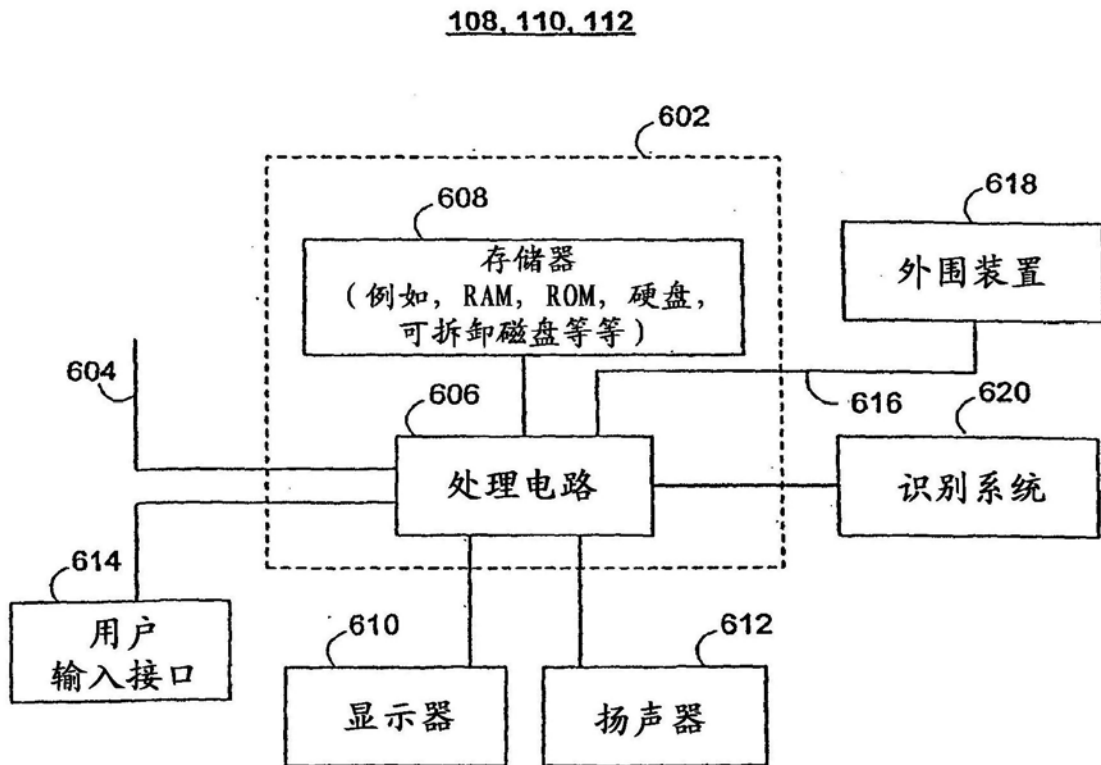 108, 110, 112
602
608
618
存储器
（例如，RAM，ROM，硬盘，
可拆卸磁盘等等）
外围装置
604
606
616
620
处理电路
识别系统
614
用户
输入接口
610
612
显示器
扬声器